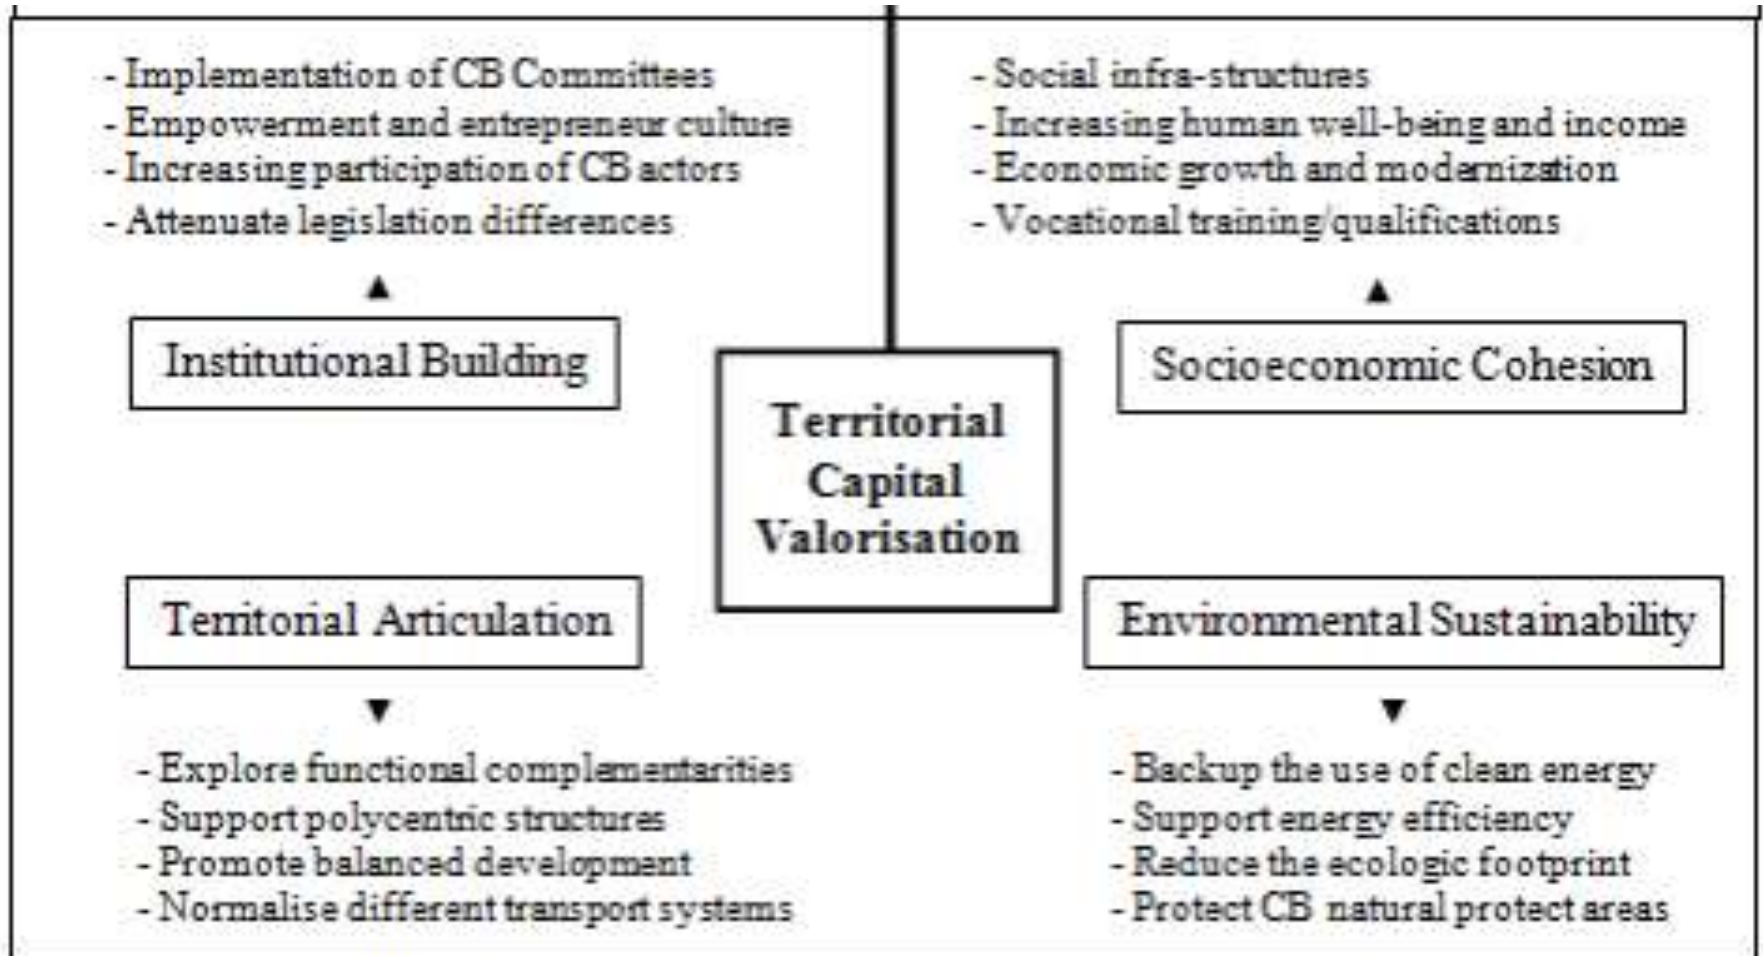 - Implementation of CB Committees
- Empowerment and entrepreneur culture
- Increasing participation of CB actors
- Attenuate legislation differences
- Social infra-structures
- Increasing human well-being and income
- Economic growth and modernization
- Vocational training/qualifications
Institutional Building
Socioeconomic Cohesion
Territorial
Capital
Valorisation
Territorial Articulation
Environmental Sustainability
- Explore functional complementarities
- Support polycentric structures
- Promote balanced development
- Normalise different transport systems
- Backup the use of clean energy
- Support energy efficiency
- Reduce the ecologic footprint
- Protect CB natural protect areas